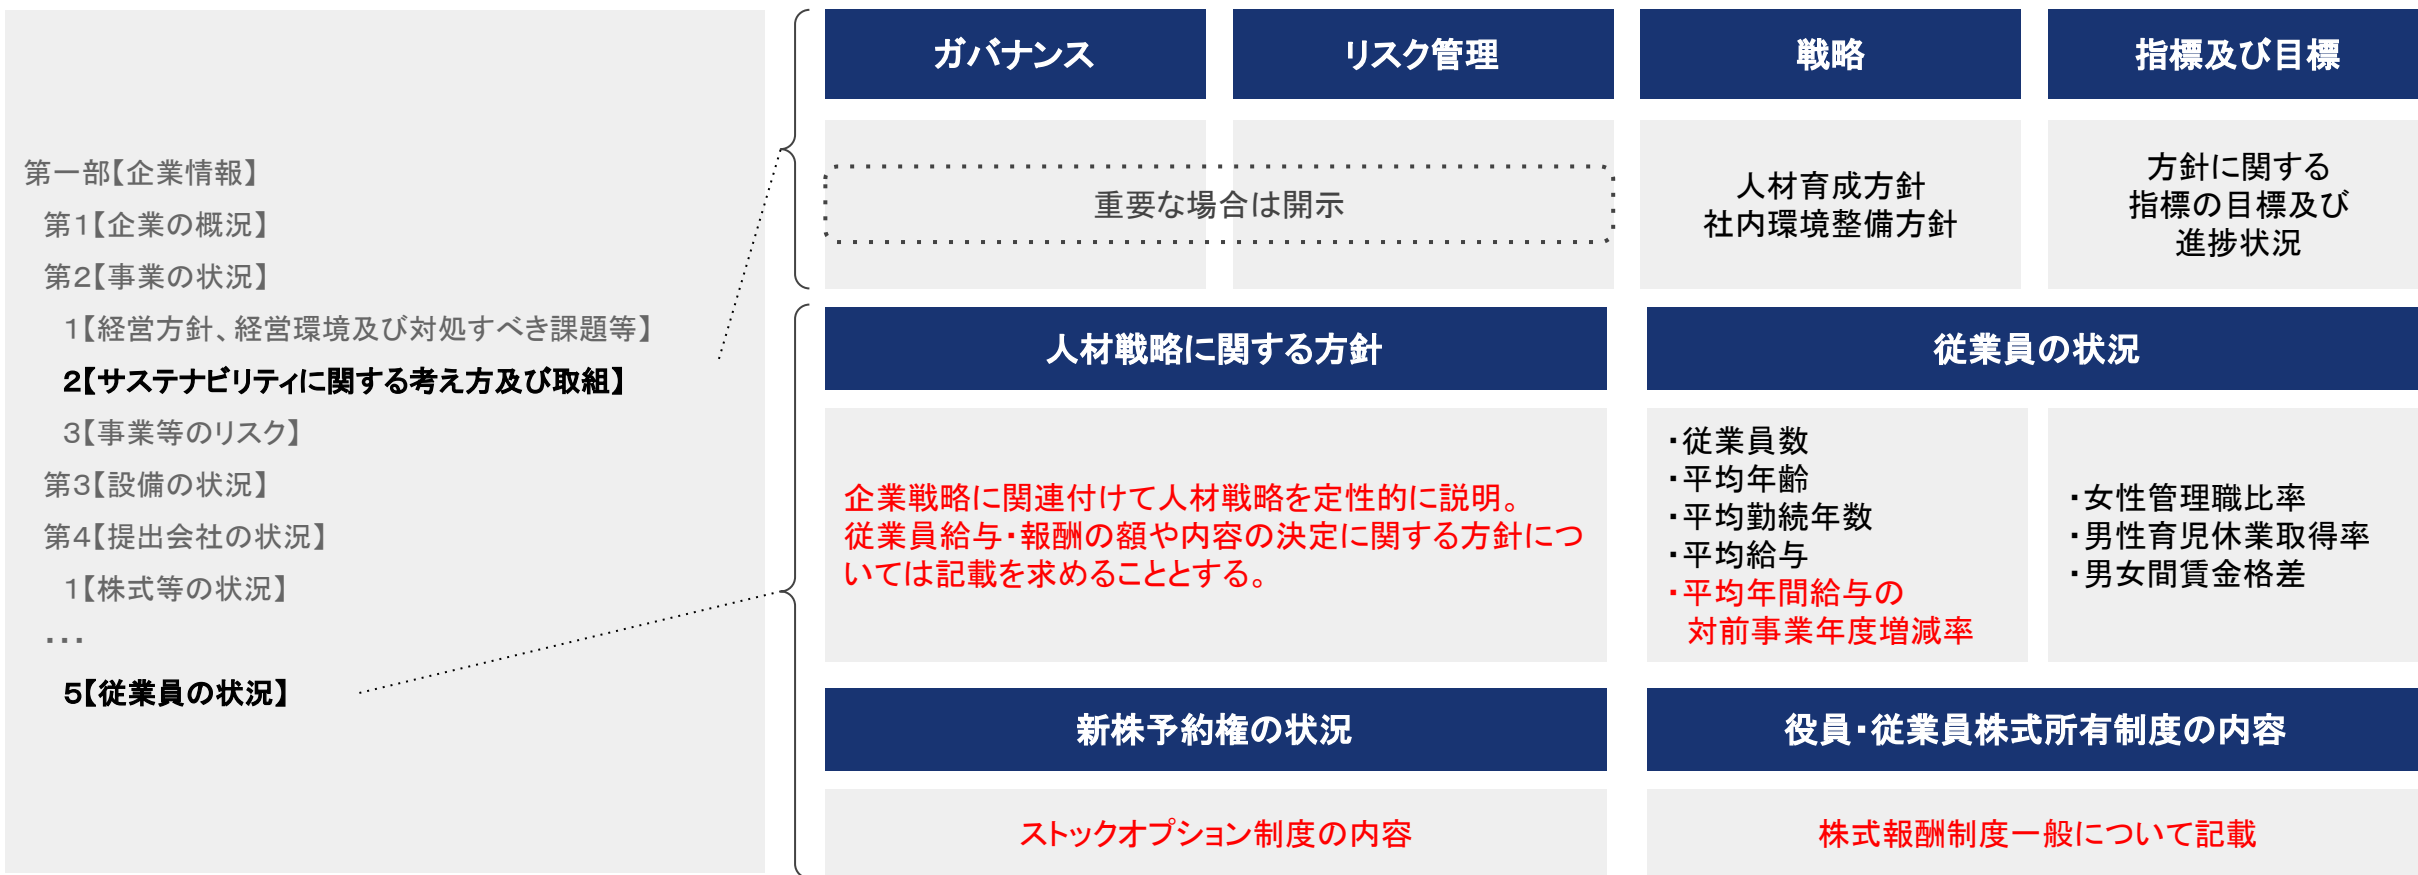 第一部【企業情報】
第1【企業の概況】
第2【事業の状況】
1【経営方針、経営環境及び対処すべき課題等】
2【サステナビリティに関する考え方及び取組】
3【事業等のリスク】
第3【設備の状況】
第4【提出会社の状況】
1【株式等の状況】
・・・
5【従業員の状況】
ガバナンス
リスク管理
戦略
指標及び目標
重要な場合は開示
人材育成方針
社内環境整備方針
方針に関する
指標の目標及び
進捗状況
人材戦略に関する方針
従業員の状況
企業戦略に関連付けて人材戦略を定性的に説明。
従業員給与・報酬の額や内容の決定に関する方針につ
いては記載を求めることとする。
・従業員数
・平均年齢
・平均勤続年数
・平均給与
・平均年間給与の
対前事業年度増減率
・女性管理職比率
・男性育児休業取得率
・男女間賃金格差
新株予約権の状況
役員・従業員株式所有制度の内容
ストックオプション制度の内容
株式報酬制度一般について記載